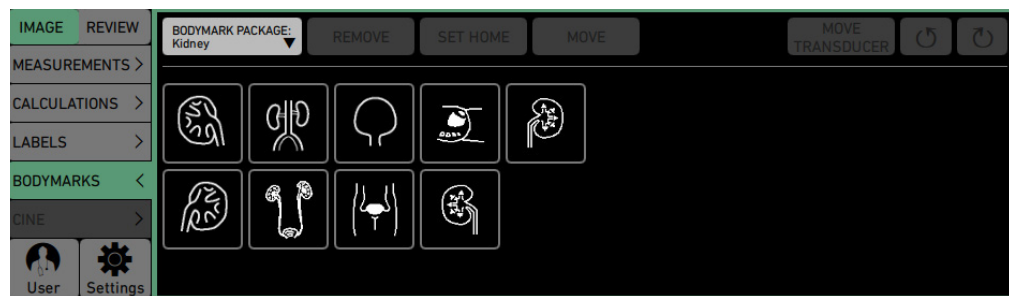 IMAGE REVIEW
BODYMARK PACKAGE:
Kidney
REMOVE
SET HOME
MOVE
MOVE
TRANSDUCER
MEASUREMENTS
CALCULATIONS
LABELS
BODYMARKS
CINE
User
Settings